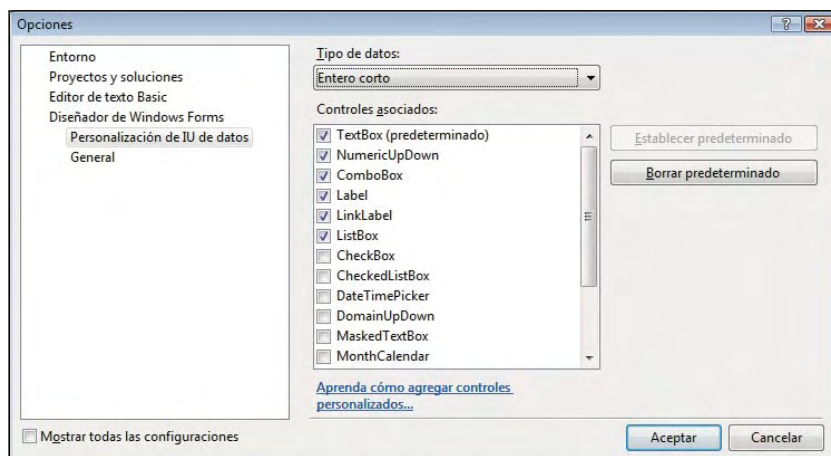 Opciones
Entorno
Proyectos y soluciones
Editor de texto Basic
Diseñador de Windows Forms
Personalización de IU de datos
General
Mostrar todas las configuraciones
Tipo de datos:
Entero corto
Controles asociados:
TextBox (predeterminado)
NumericUpDown
ComboBox
Label
LinkLabel
ListBox
CheckBox
CheckedListBox
DateTimePicker
DomainUpDown
MaskedTextBox
MonthCalendar
Establecer predeterminado
Borrar predeterminado
Aprenda cómo agregar controles
personalizados...
Aceptar
Cancelar